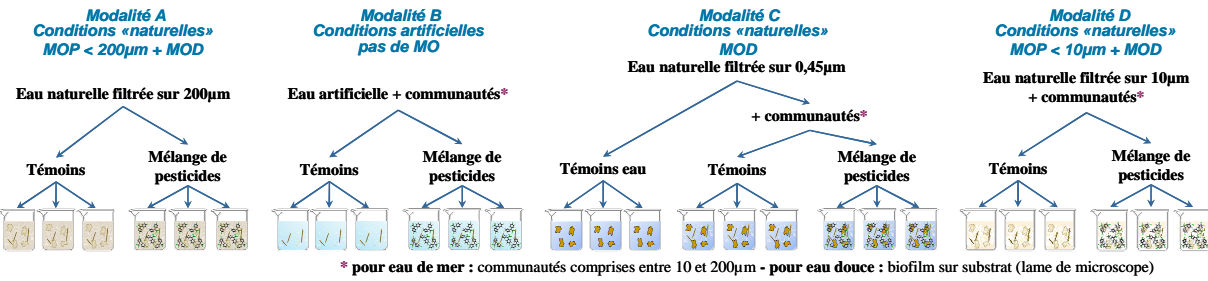 Modalité A
Conditions «naturelles»
MOP < 200µm + MOD
Eau naturelle filtrée sur 200µm
Témoins
Mélange de
pesticides
Modalité B
Conditions artificielles
pas de MO
Eau artificielle + communautés*
Témoins
Mélange de
pesticides
Modalité C
Conditions «naturelles»
MOD
Eau naturelle filtrée sur 0,45µm
+ communautés*
Témoins eau
Témoins
Mélange de
pesticides
Modalité D
Conditions «naturelles»
MOP < 10µm + MOD
Eau naturelle filtrée sur 10µm
+ communautés*
Témoins
Mélange de
pesticides
* pour eau de mer : communautés comprises entre 10 et 200µm - pour eau douce : biofilm sur substrat (lame de microscope)